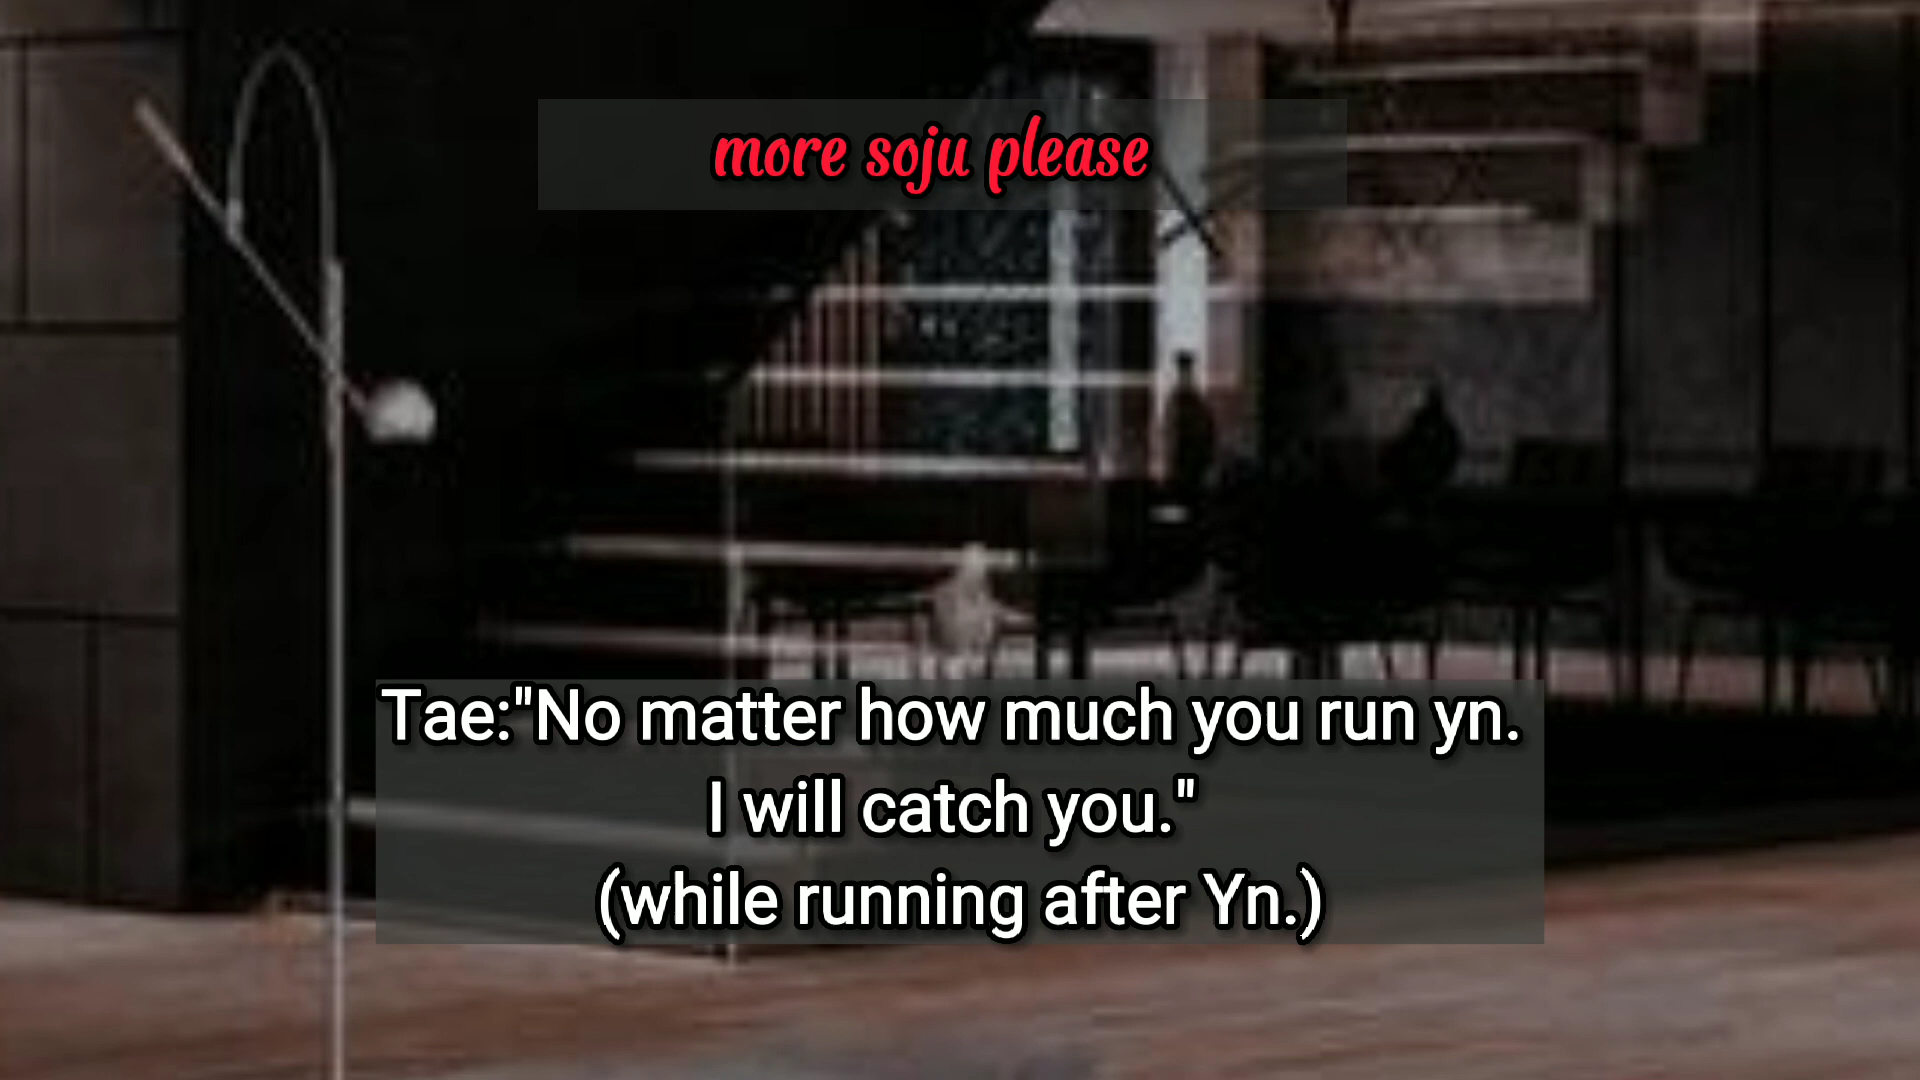 more soju please
Tae:"No matter how much you run yn.
I will catch you."
(while running after Yn.)